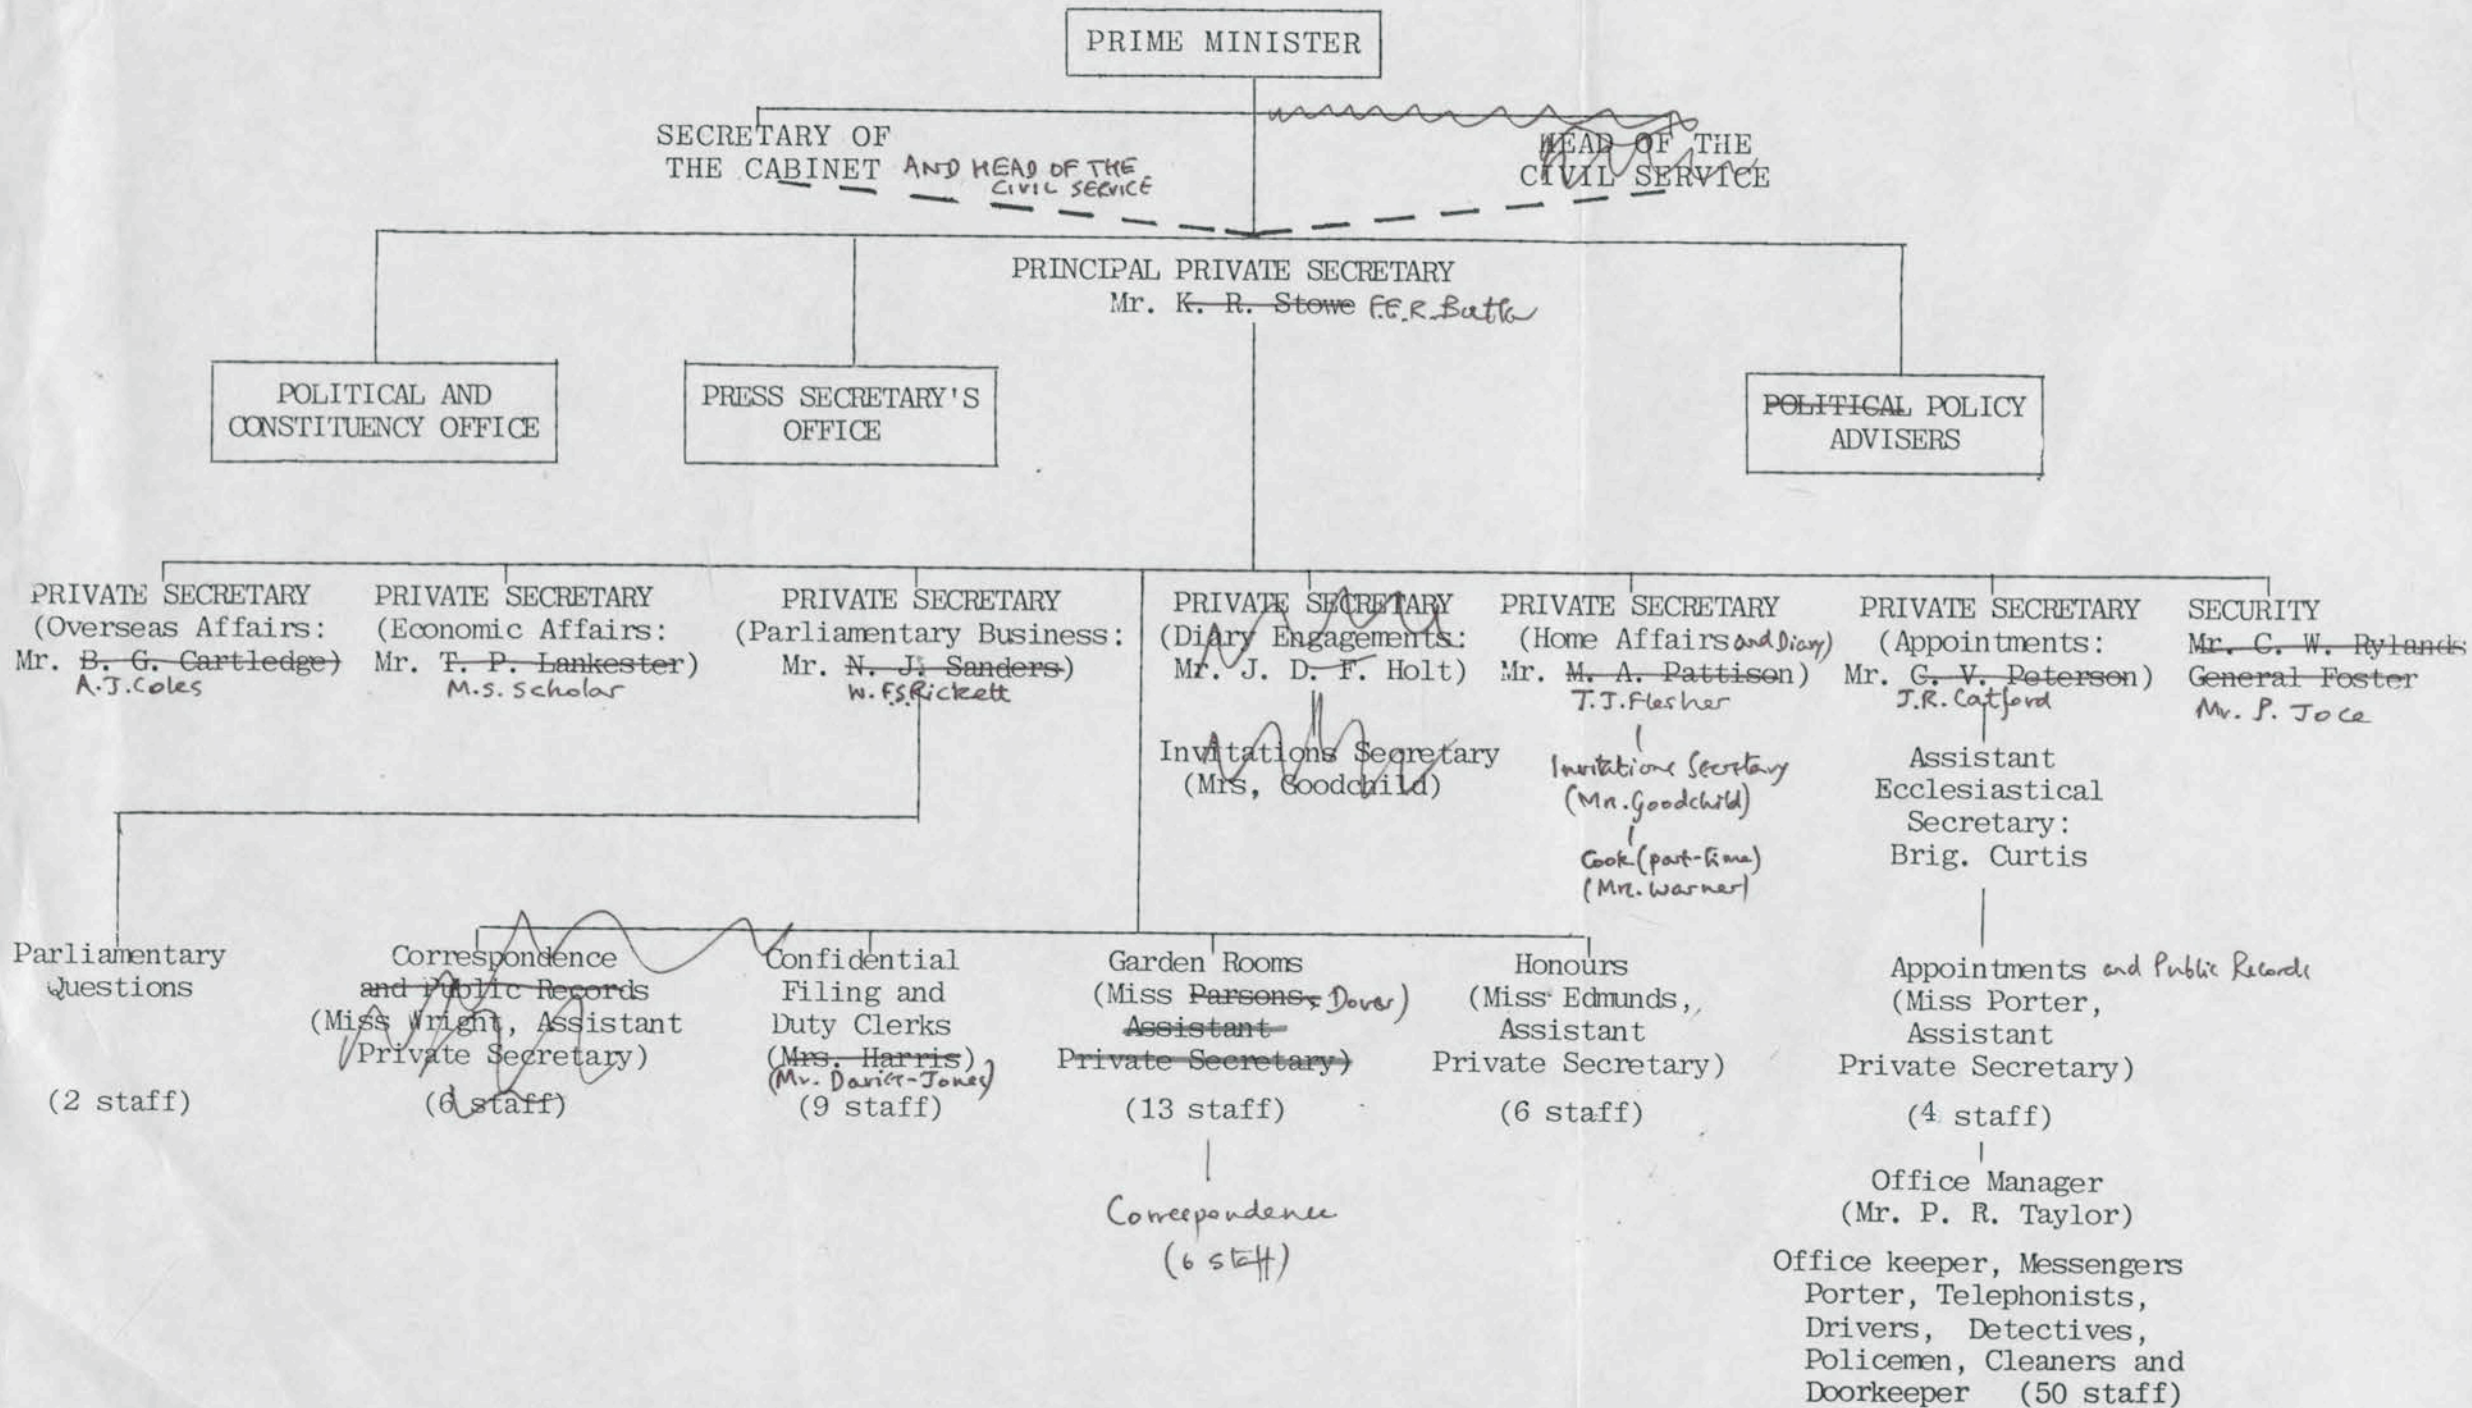 PRIME MINISTER
SECRETARY OF
THE CABINET AND HEAD OF THE
CIVIL SERVICE
HEAD OF THE
CIVIL SERVICE
PRINCIPAL PRIVATE SECRETARY
Mr. K. R. Stowe F.E.R. Butler
POLITICAL AND
CONSTITUENCY OFFICE
PRESS SECRETARY'S
OFFICE
POLITICAL POLICY
ADVISERS
PRIVATE SECRETARY
(Overseas Affairs:
Mr. B. G. Cartledge)
A.J.Coles
PRIVATE SECRETARY
(Economic Affairs:
Mr. T. P. Lankester)
M.S. Scholar
PRIVATE SECRETARY
(Parliamentary Business:
Mr. N. J. Sanders)
W.F.S.Rickett
PRIVATE SECRETARY
(Diary Engagements:
Mr. J. D. F. Holt)
Invitations Secretary
(Mrs, Goodchild)
PRIVATE SECRETARY
(Home Affairs and Diary)
Mr. M. A. Pattison)
T.J.Flesher
Invitations Secretary
(Mrs. Goodchild)
Cook (part-time)
(Mrs. Warner)
PRIVATE SECRETARY
(Appointments:
Mr. C. V. Peterson)
J.R. Catford
Assistant
Ecclesiastical
Secretary:
Brig. Curtis
SECURITY
Mr. C. W. Rylands
General Foster
Mr. P. Joce
Parliamentary
Questions
(2 staff)
Correspondence
and Public Records
(Miss Wright, Assistant
Private Secretary)
(6 staff)
Confidential
Filing and
Duty Clerks
(Mrs. Harris)
(Mr. Davies-Jones)
(9 staff)
Garden Rooms
(Miss Parsons, Dover)
Assistant
Private Secretary)
(13 staff)
Correspondence
(6 staff)
Honours
(Miss Edmunds,
Assistant
Private Secretary)
(6 staff)
Appointments and Public Records
(Miss Porter,
Assistant
Private Secretary)
(4 staff)
Office Manager
(Mr. P. R. Taylor)
Office keeper, Messengers
Porter, Telephonists,
Drivers, Detectives,
Policemen, Cleaners and
Doorkeeper (50 staff)